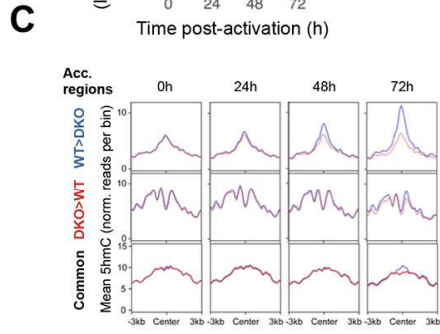 C
0 24 48 72
Time post-activation (h)
Acc.
regions
0h 24h 48h 72h
Mean 5hmC (norm. reads per bin)
WT>DKO
10
0
DKO>WT
10
0
Common
15
10
5
0
-3kb Center 3kb -3kb Center 3kb -3kb Center 3kb -3kb Center 3kb